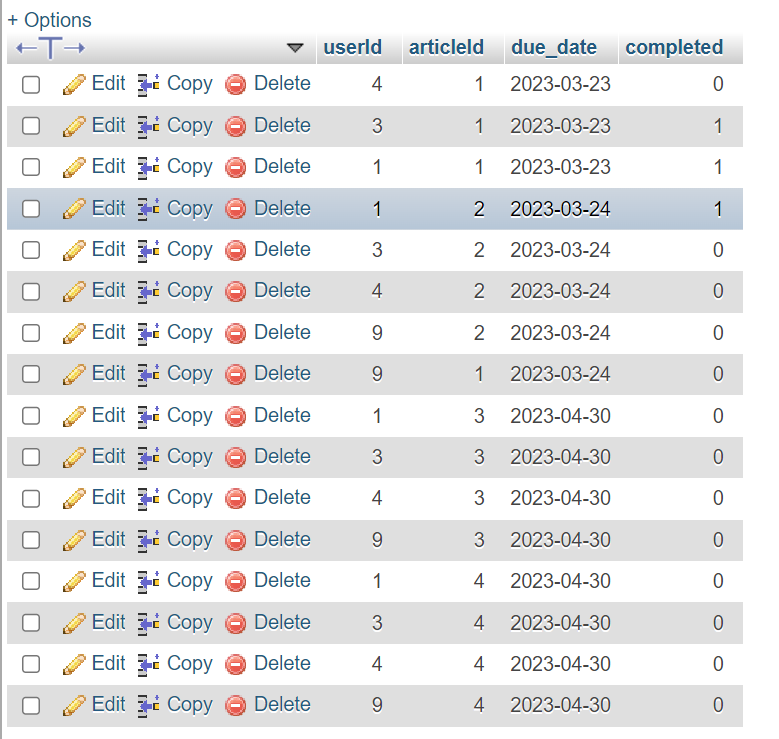 + Options
userId articleId due_date completed
Edit Copy Delete 4 1 2023-03-23 0
Edit Copy Delete 3 1 2023-03-23 1
Edit Copy Delete 1 1 2023-03-23 1
Edit Copy Delete 1 2 2023-03-24 1
Edit Copy Delete 3 2 2023-03-24 0
Edit Copy Delete 4 2 2023-03-24 0
Edit Copy Delete 9 2 2023-03-24 0
Edit Copy Delete 9 1 2023-03-24 0
Edit Copy Delete 1 3 2023-04-30 0
Edit Copy Delete 3 3 2023-04-30 0
Edit Copy Delete 4 3 2023-04-30 0
Edit Copy Delete 9 3 2023-04-30 0
Edit Copy Delete 1 4 2023-04-30 0
Edit Copy Delete 3 4 2023-04-30 0
Edit Copy Delete 4 4 2023-04-30 0
Edit Copy Delete 9 4 2023-04-30 0